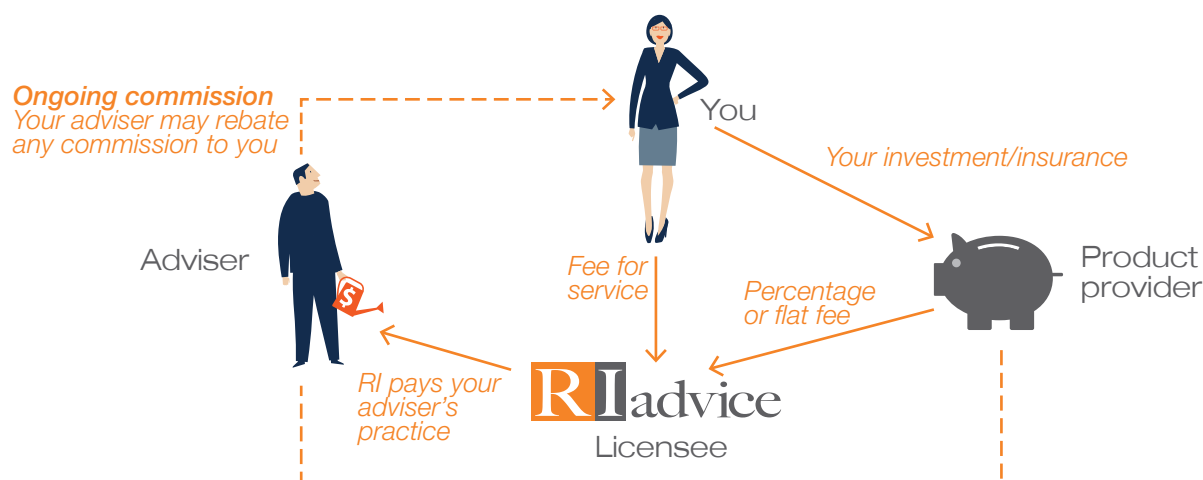 Ongoing commission
Your adviser may rebate
any commission to you
You
Your investment/insurance
Adviser
$
Fee for
service
Percentage
or flat fee
Product
provider
RI pays your
adviser's
practice
RIadvice
Licensee